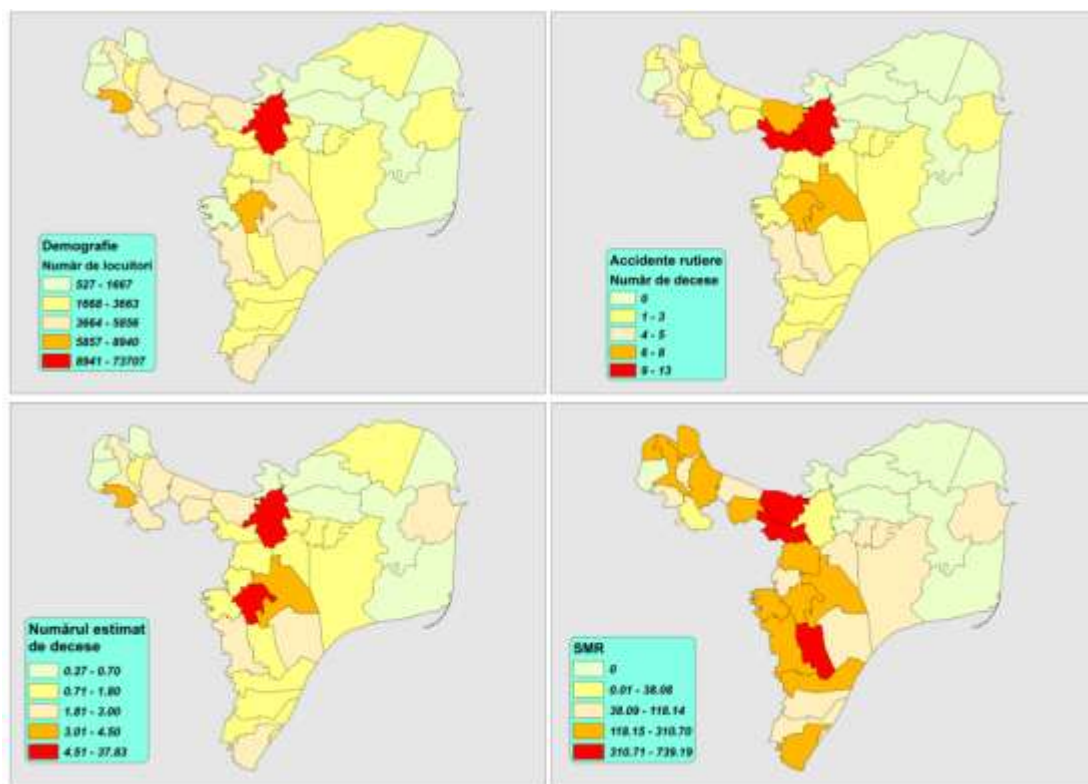 Demografie
Număr de locuitori
527 - 1667
1668 - 3663
3664 - 5856
5857 - 8940
8941 - 73707
Accidente rutiere
Număr de decese
0
1 - 3
4 - 5
6 - 8
9 - 13
Numărul estimat
de decese
0.27 - 0.70
0.71 - 1.80
1.81 - 3.00
3.01 - 4.50
4.51 - 37.83
SMR
0
0.01 - 38.08
38.09 - 118.14
118.15 - 310.70
310.71 - 739.19